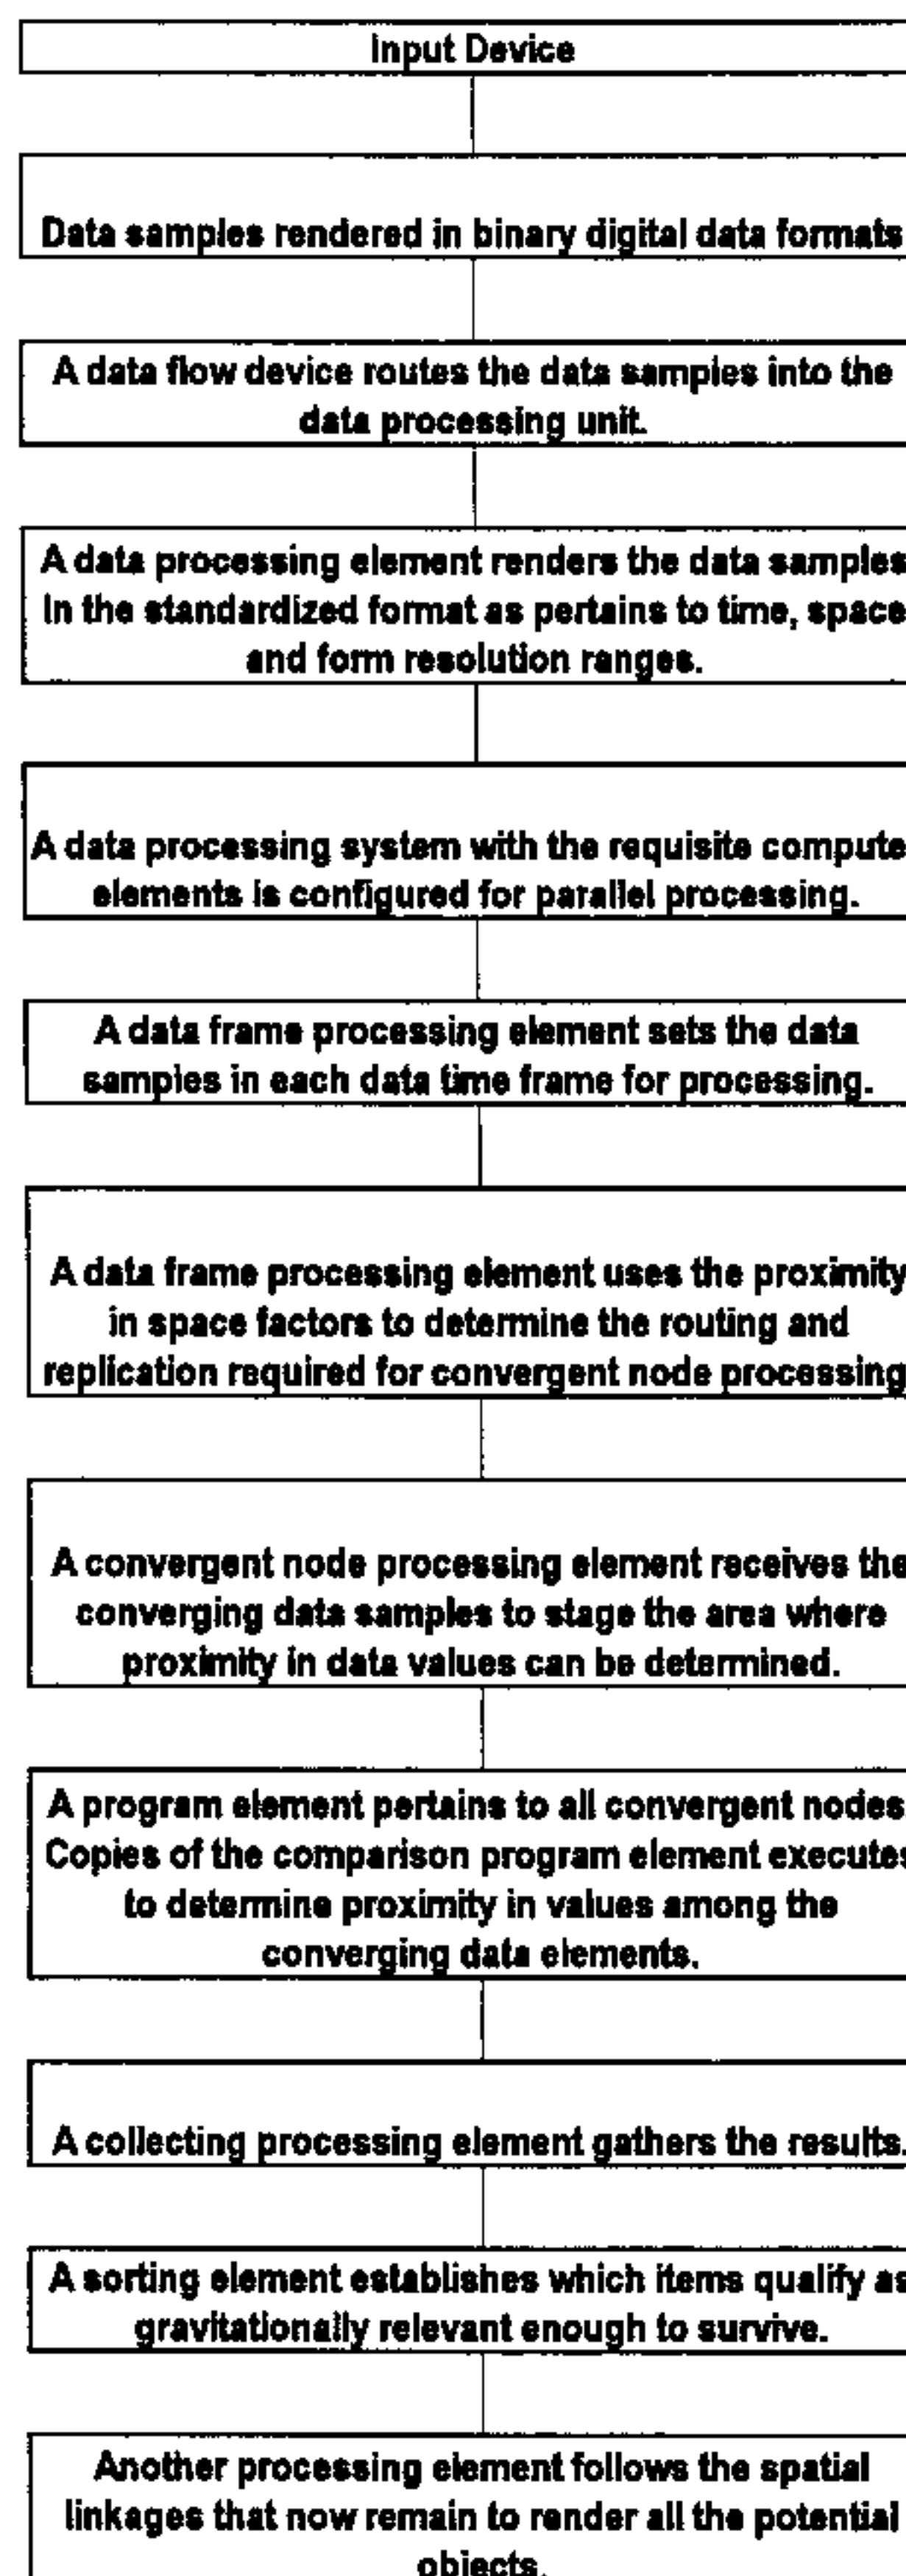 Input Device
Data samples rendered in binary digital data formats
A data flow device routes the data samples into the
data processing unit.
A data processing element renders the data samples
In the standardized format as pertains to time, space
and form resolution ranges.
A data processing system with the requisite compute
elements is configured for parallel processing.
A data frame processing element sets the data
samples in each data time frame for processing.
A data frame processing element uses the proximity
in space factors to determine the routing and
replication required for convergent node processing
A convergent node processing element receives the
converging data samples to stage the area where
proximity in data values can be determined.
A program element pertains to all convergent nodes.
Copies of the comparison program element executes
to determine proximity in values among the
converging data elements.
A collecting processing element gathers the results.
A sorting element establishes which items qualify as
gravitationally relevant enough to survive.
Another processing element follows the spatial
linkages that now remain to render all the potential
objects.